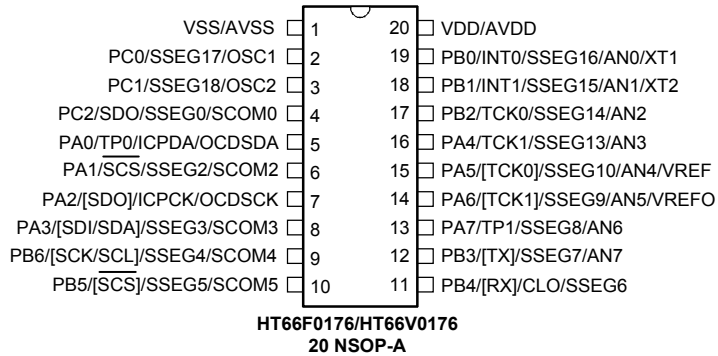 VSS/AVSS 1 20 VDD/AVDD
PC0/SSEG17/OSC1 2 19 PB0/INT0/SSEG16/AN0/XT1
PC1/SSEG18/OSC2 3 18 PB1/INT1/SSEG15/AN1/XT2
PC2/SDO/SSEG0/SCOM0 4 17 PB2/TCK0/SSEG14/AN2
PA0/TP0/ICPDA/OCDSDA 5 16 PA4/TCK1/SSEG13/AN3
PA1/SCS/SSEG2/SCOM2 6 15 PA5/[TCK0]/SSEG10/AN4/VREF
PA2/[SDO]/ICPCK/OCDSCK 7 14 PA6/[TCK1]/SSEG9/AN5/VREFO
PA3/[SDI/SDA]/SSEG3/SCOM3 8 13 PA7/TP1/SSEG8/AN6
PB6/[SCK/SCL]/SSEG4/SCOM4 9 12 PB3/[TX]/SSEG7/AN7
PB5/[SCS]/SSEG5/SCOM5 10 11 PB4/[RX]/CLO/SSEG6
HT66F0176/HT66V0176
20 NSOP-A